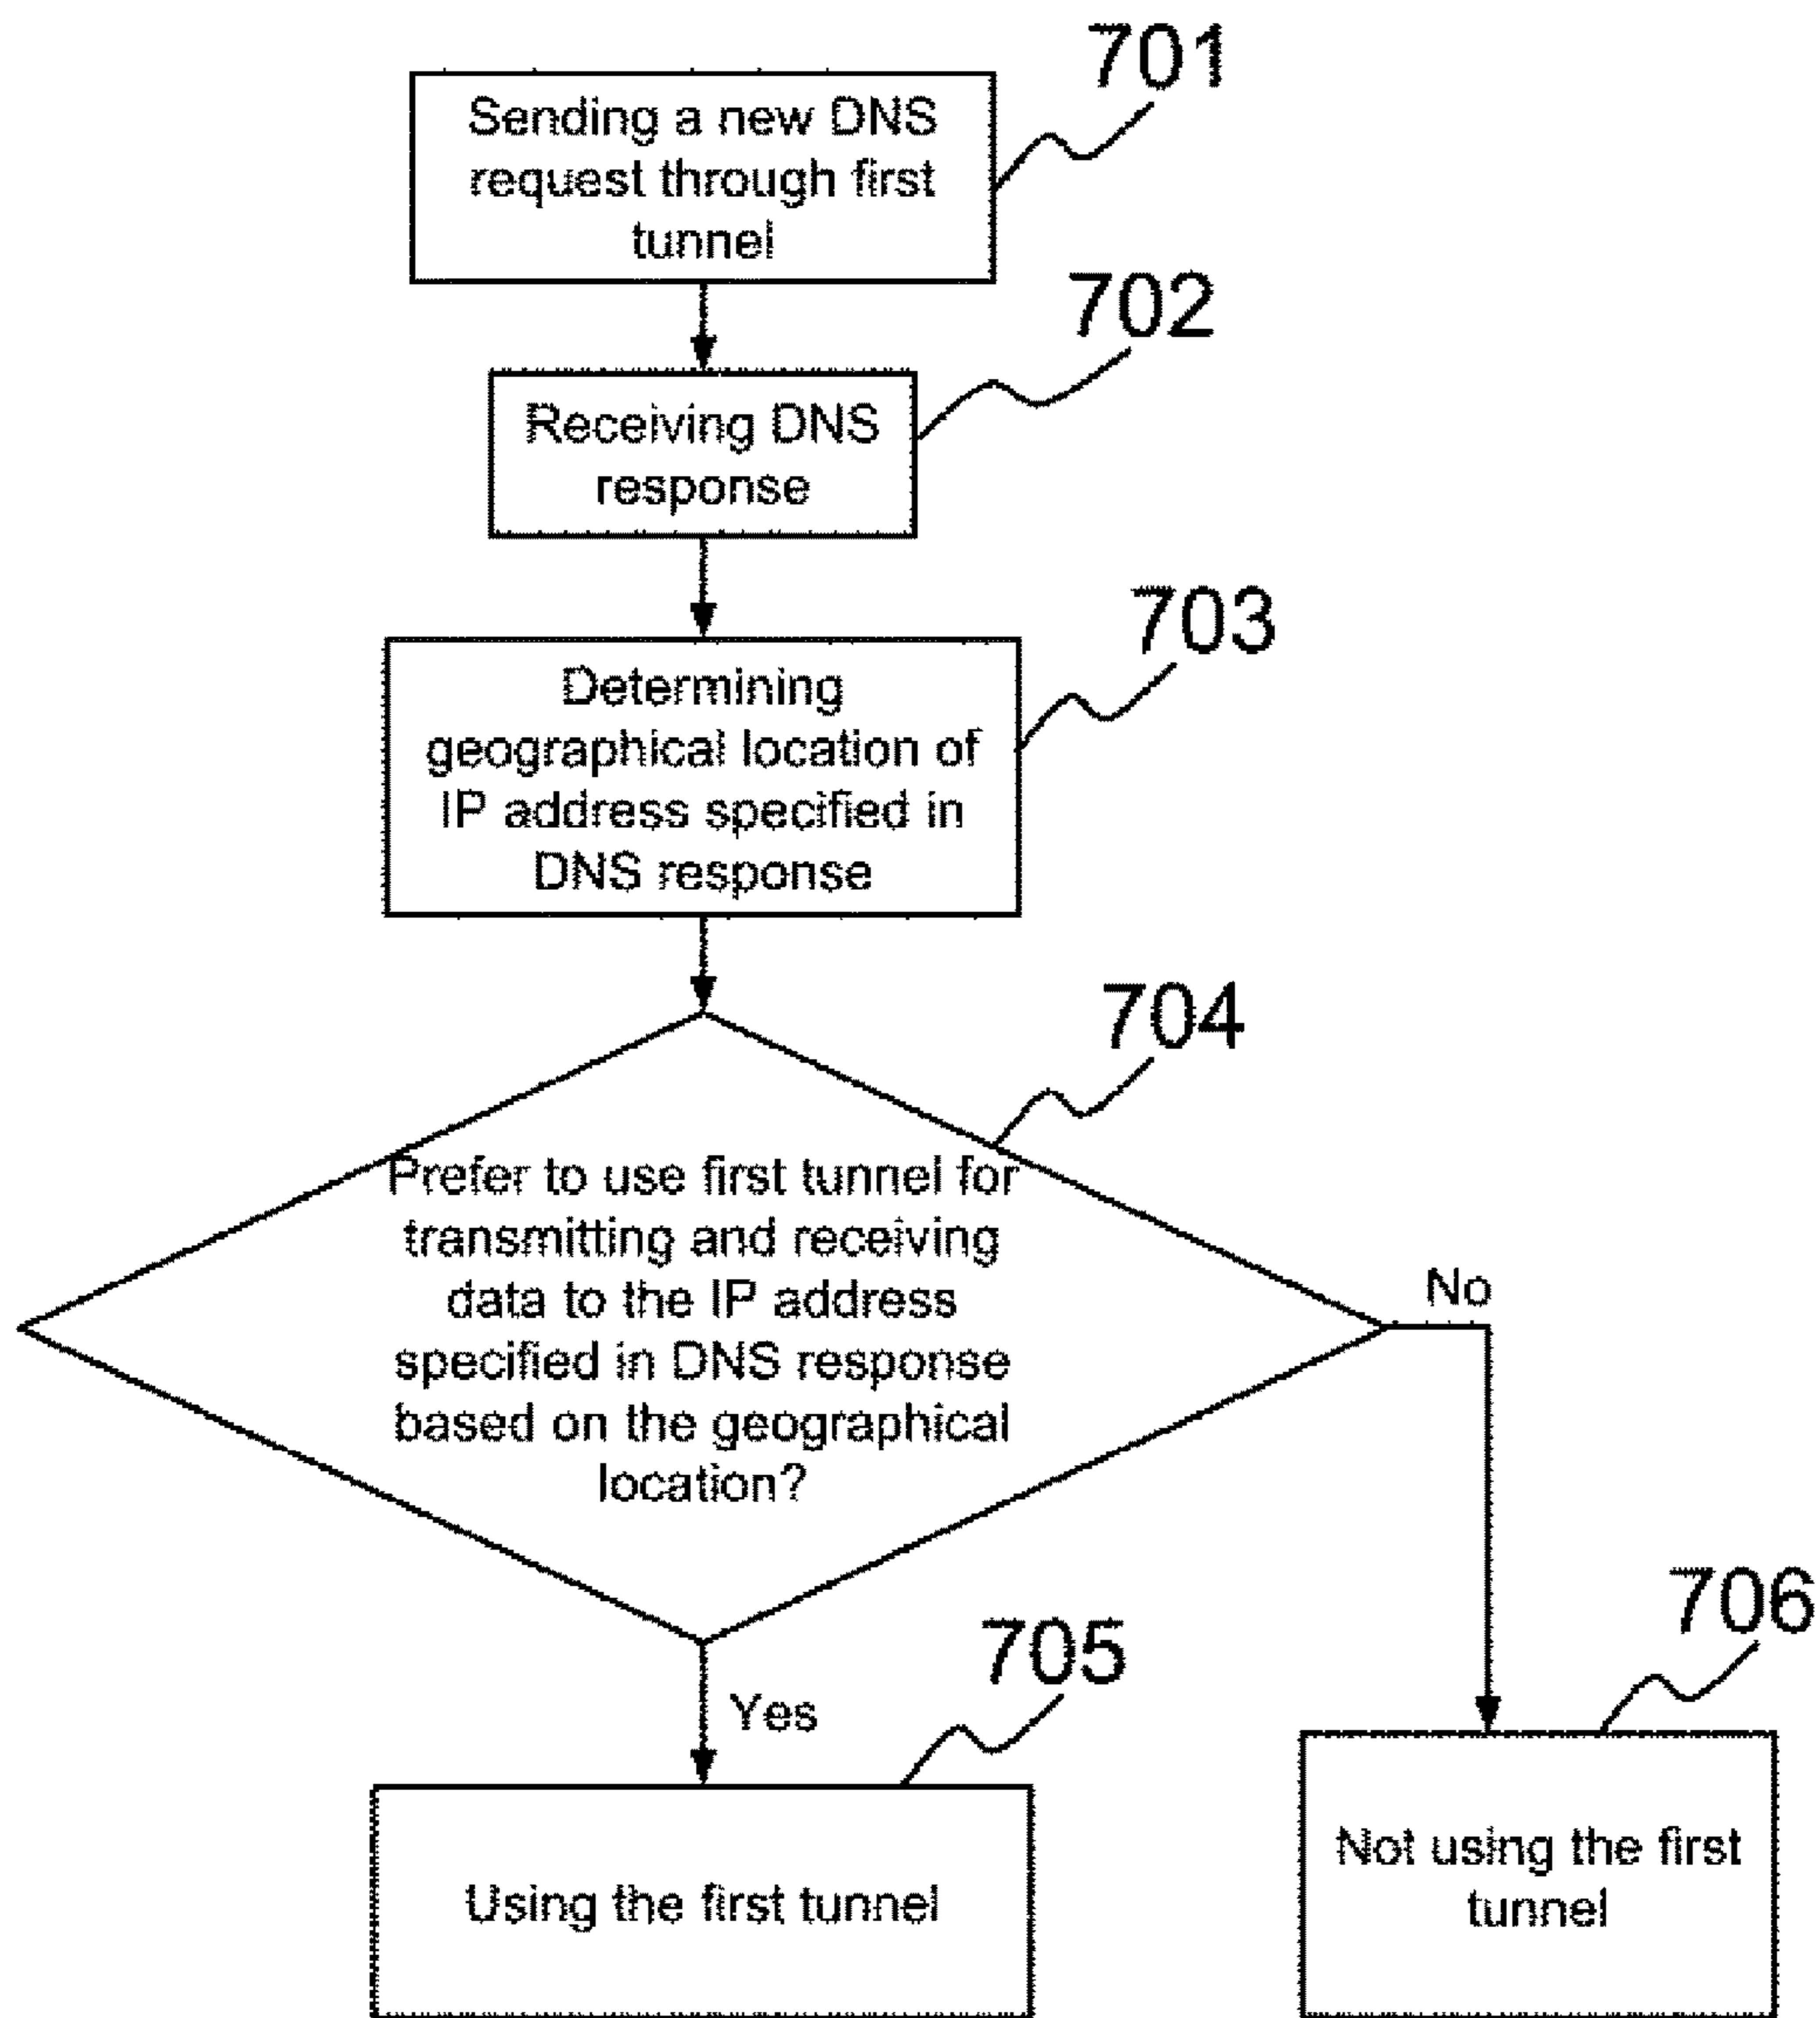 701
Sending a new DNS
request through first
tunnel
702
Receiving DNS
response
703
Determining
geographical location of
IP address specified in
DNS response
704
Prefer to use first tunnel for
transmitting and receiving
data to the IP address
specified in DNS response
based on the geographical
location?
No
Yes
705
Using the first tunnel
706
Not using the first
tunnel